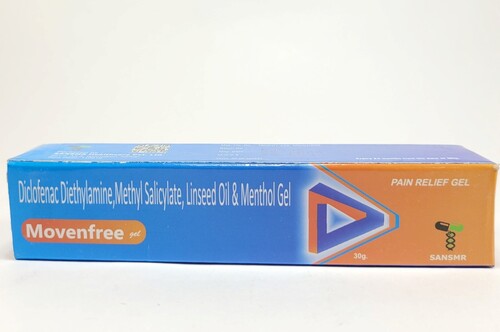 Diclofenac Diethylamine,Methyl Salicylate, Linseed Oil & Menthol Gel
Movenfree gel
30g.
PAIN RELIEF GEL
SANSMR